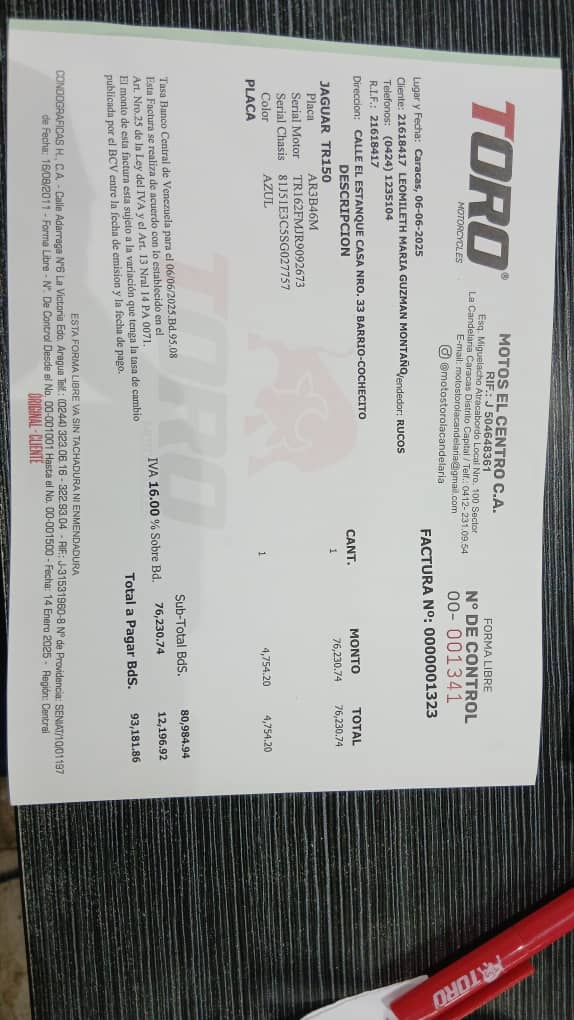 TORO®
MOTORCYCLES
MOTOS EL CENTRO C.A.
RIF.: J 504648361
Esq. Miguelacho Atravesabordo Local Nro. 100 Sector
La Candelaria Caracas Distrito Capital / Telf.: 0412- 231.09.54
E-mail: motostorolacandelaria@gmail.com
@motostorolacandelaria
FORMA LIBRE
N° DE CONTROL
00- 001341
FACTURA Nº: 0000001323
Lugar y Fecha: Caracas, 06-06-2025
Cliente: 21618417 LEOMILETH MARIA GUZMAN MONTAÑO Vendedor: RUCOS
Telefonos: (0424) 1235104
R.I.F.: 21618417
Direccion: CALLE EL ESTANQUE CASA NRO. 33 BARRIO-COCHECITO
DESCRIPCION CANT. MONTO TOTAL
JAGUAR TR150 1 76,230.74 76,230.74
Placa AR3B46M
Serial Motor TR162FMJR9092673
Serial Chasis 81J51E3C5SG027757
Color AZUL
PLACA 1 4,754.20 4,754.20
Sub-Total BdS. 80,984.94
Tasa Banco Central de Venezuela para el 06/06/2025.Bd.95.08
IVA 16.00 % Sobre Bd. 76,230.74 12,196.92
Esta Factura se realiza de acuerdo con lo establecido en el
Art. Nro.25 de la Ley del IVA y el Art. 13 Nral 14 PA 0071.
Total a Pagar BdS. 93,181.86
El monto de esta factura esta sujeto a la variación que tenga la tasa de cambio
publicada por el BCV entre la fecha de emision y la fecha de pago.
ESTA FORMA LIBRE VA SIN TACHADURA NI ENMENDADURA
CONDOGRAFICAS H., C.A. - Calle Adarraga N°6 La Victoria Edo. Aragua Telf.: (0244) 323.06.16 - 322.93.04 - RIF.: J-31531960-8 N° de Providencia: SENIAT/10/01197
de Fecha: 16/08/2011 - Forma Libre - N°. De Control Desde el No. 00-001001 Hasta el No. 00-001500 - Fecha: 14 Enero 2025 - Región: Central
ORIGINAL - CLIENTE
TORO